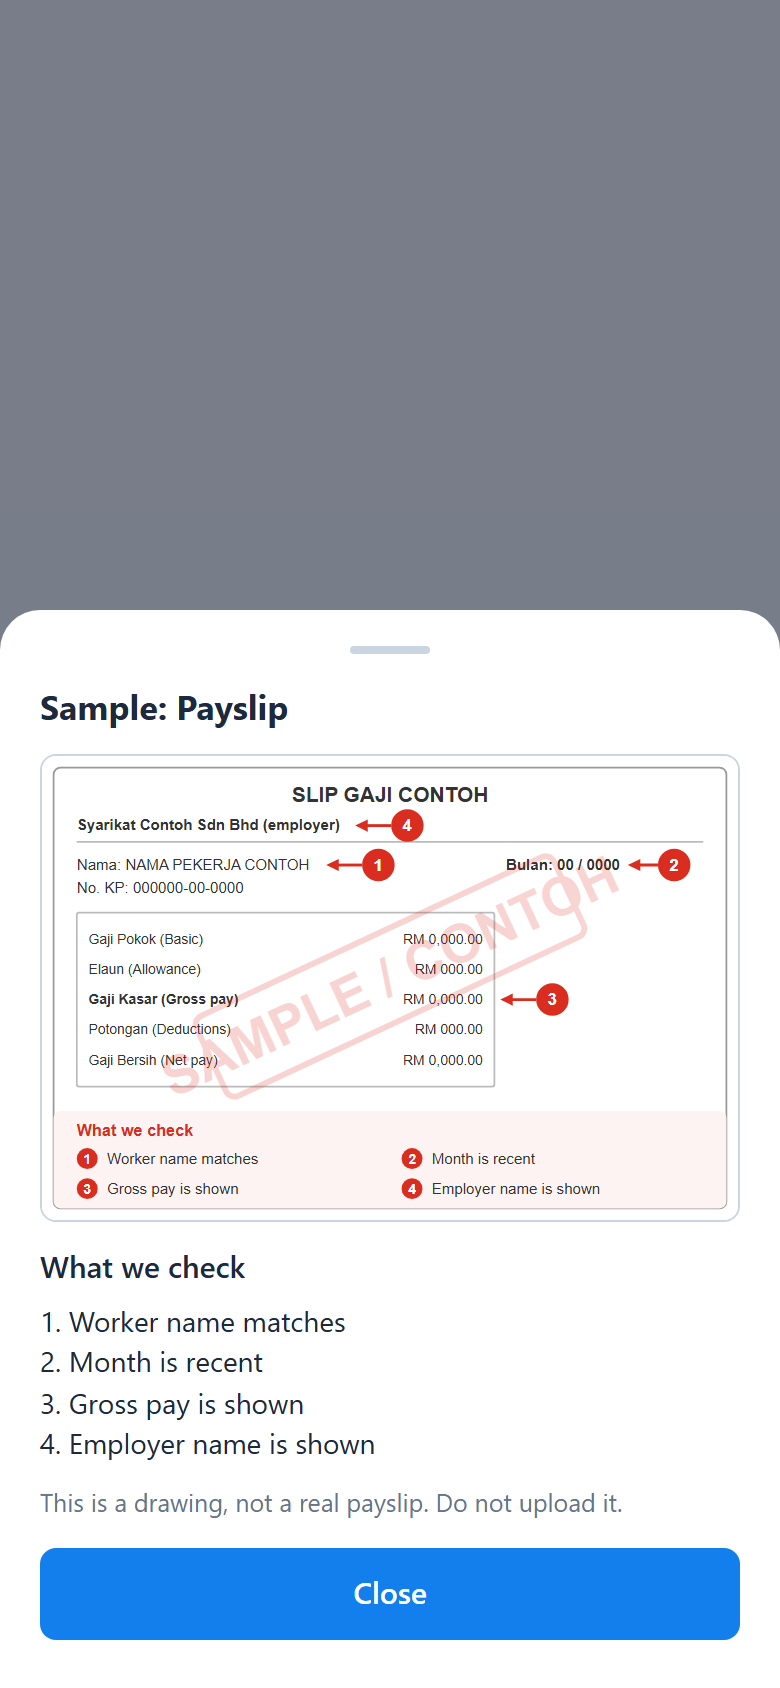 Sample: Payslip
SLIP GAJI CONTOH
Syarikat Contoh Sdn Bhd (employer) 4
Nama: NAMA PEKERJA CONTOH 1 Bulan: 00 / 0000 2
No. KP: 000000-00-0000
Gaji Pokok (Basic) RM 0,000.00
Elaun (Allowance) RM 000.00
Gaji Kasar (Gross pay) RM 0,000.00 3
Potongan (Deductions) RM 000.00
Gaji Bersih (Net pay) RM 0,000.00
SAMPLE / CONTOH
What we check
1 Worker name matches 2 Month is recent
3 Gross pay is shown 4 Employer name is shown
What we check
1. Worker name matches
2. Month is recent
3. Gross pay is shown
4. Employer name is shown
This is a drawing, not a real payslip. Do not upload it.
Close